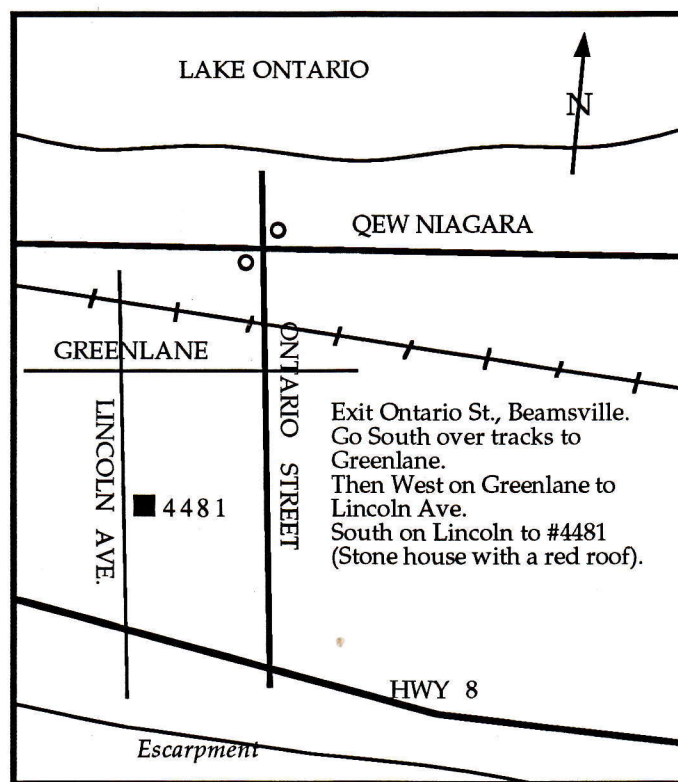 LAKE ONTARIO
N
QEW NIAGARA
GREENLANE
ONTARIO STREET
LINCOLN AVE.
Exit Ontario St., Beamsville.
Go South over tracks to
Greenlane.
Then West on Greenlane to
Lincoln Ave.
South on Lincoln to #4481
(Stone house with a red roof).
4481
HWY 8
Escarpment